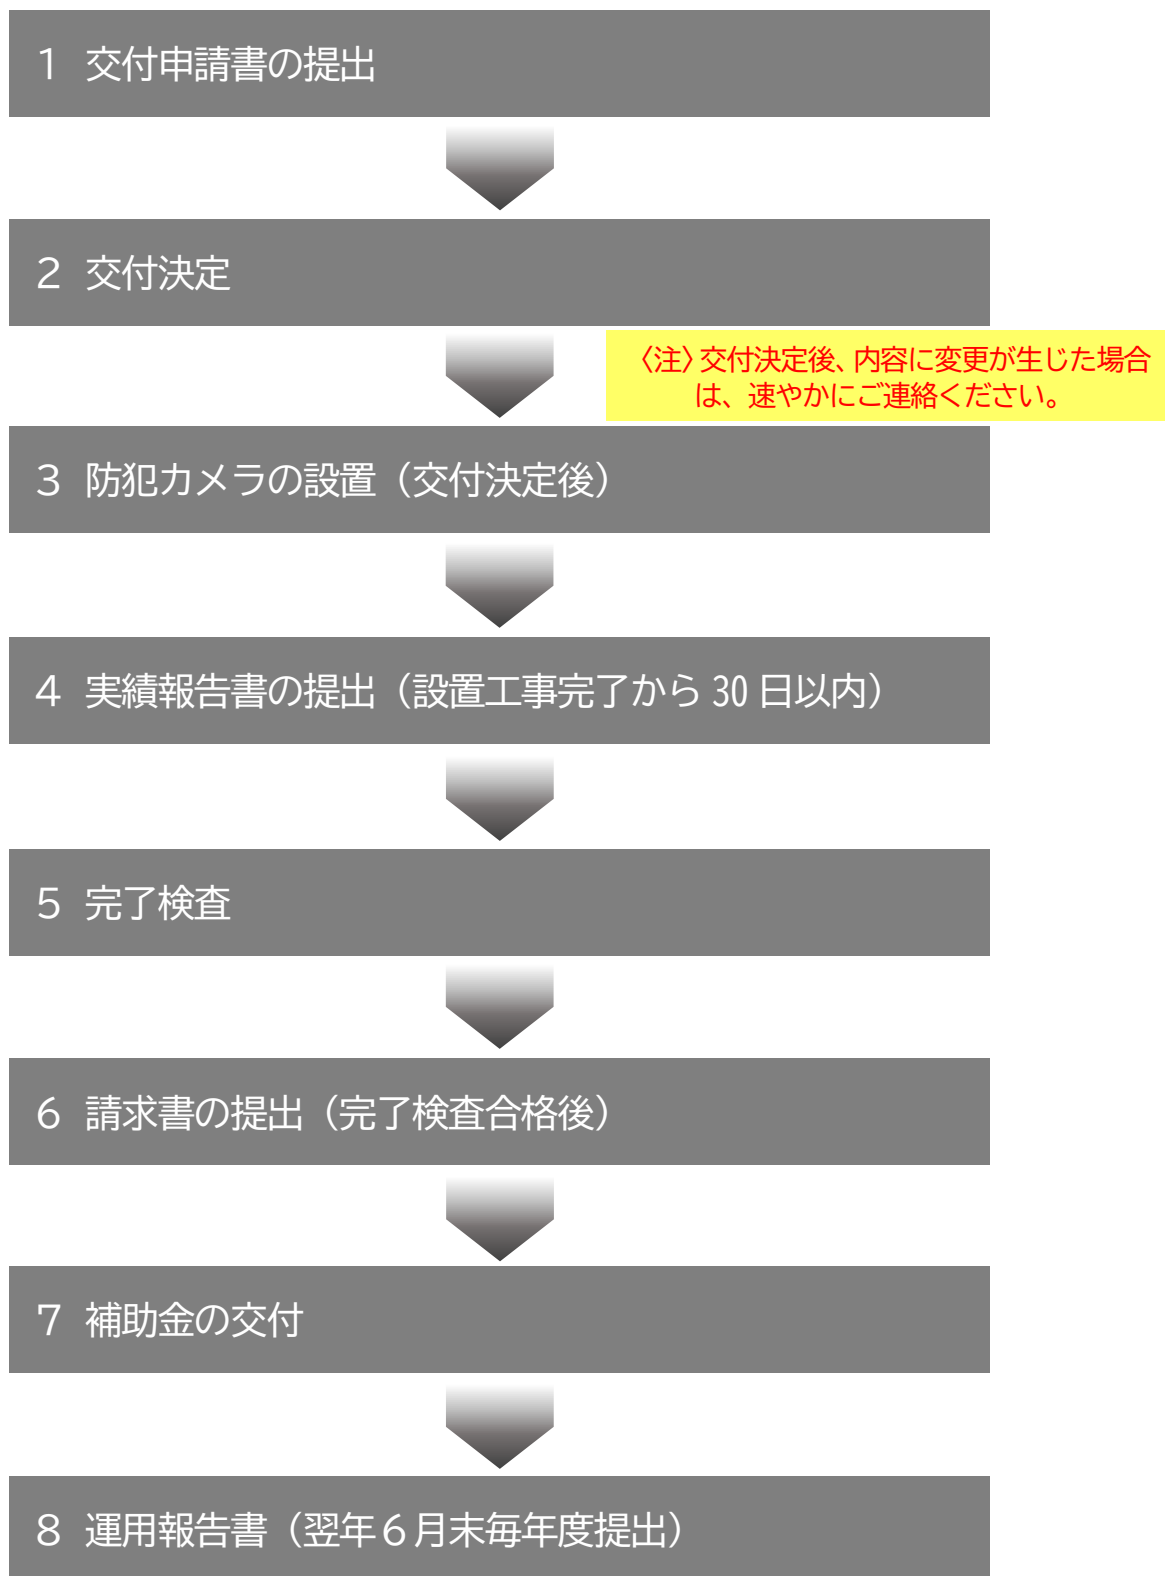 １ 交付申請書の提出
２ 交付決定
〈注〉交付決定後、内容に変更が生じた場合
は、速やかにご連絡ください。
３ 防犯カメラの設置（交付決定後）
４ 実績報告書の提出（設置工事完了から 30 日以内）
５ 完了検査
６ 請求書の提出（完了検査合格後）
７ 補助金の交付
８ 運用報告書（翌年６月末毎年度提出）